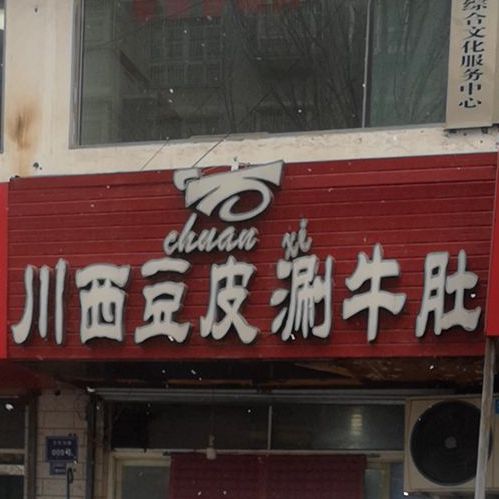 综合文化服务中心
chuan xi
川西豆皮涮牛肚